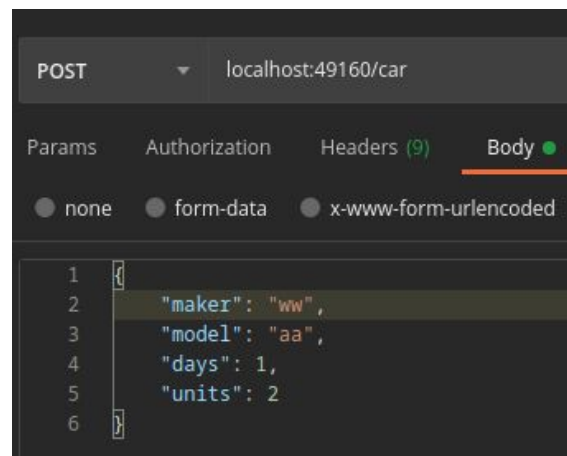 POST localhost:49160/car
Params Authorization Headers (9) Body
none form-data x-www-form-urlencoded
1 {
2 "maker": "ww",
3 "model": "aa",
4 "days": 1,
5 "units": 2
6 }